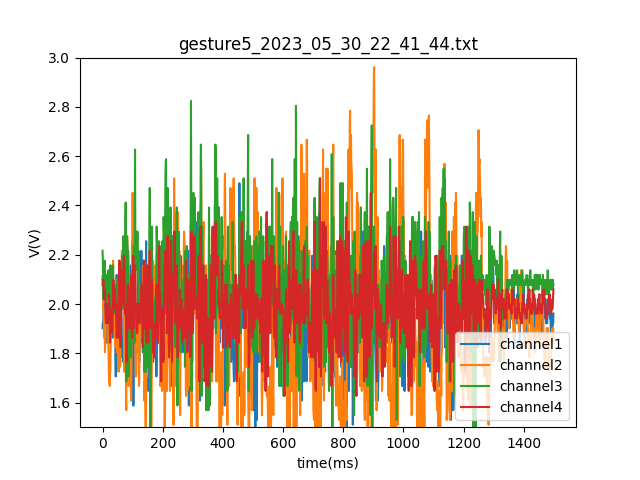 gesture5_2023_05_30_22_41_44.txt
V(V)
3.0
2.8
2.6
2.4
2.2
2.0
1.8
1.6
channel1
channel2
channel3
channel4
0 200 400 600 800 1000 1200 1400
time(ms)